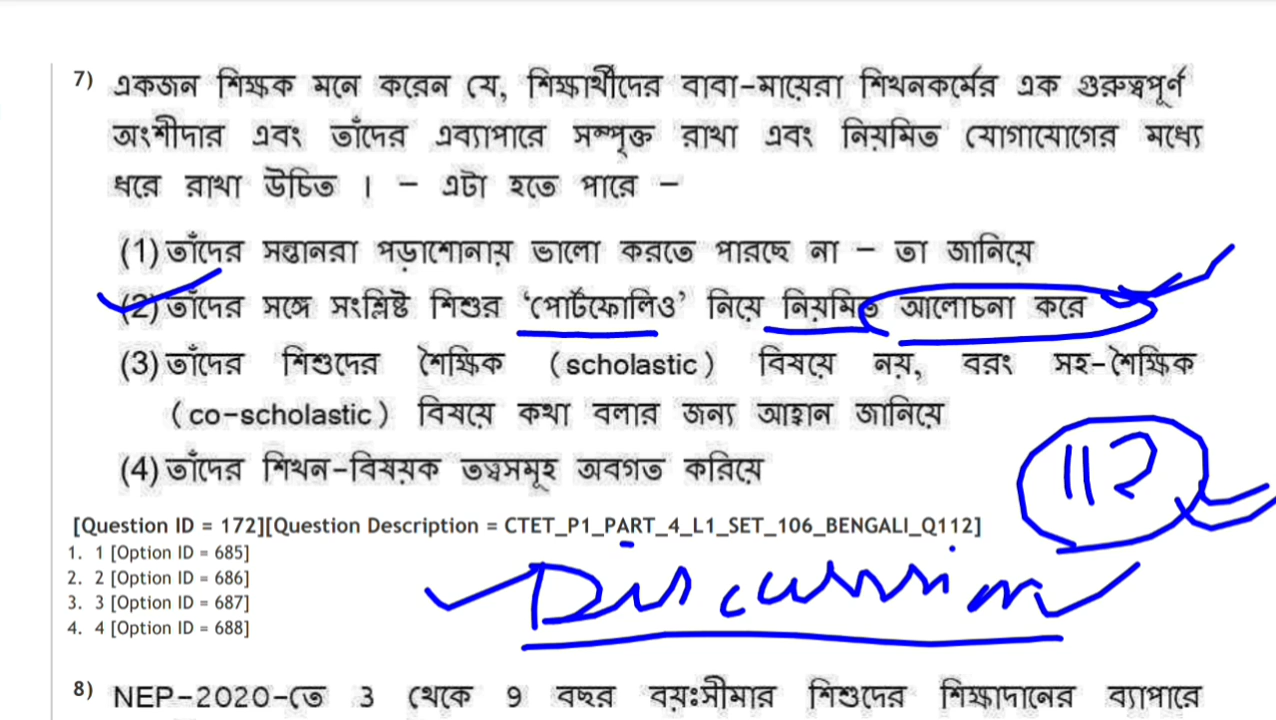 7) একজন শিক্ষক মনে করেন যে, শিক্ষার্থীদের বাবা-মায়েরা শিখনকর্মের এক গুরুত্বপূর্ণ
অংশীদার এবং তাঁদের এব্যাপারে সম্পৃক্ত রাখা এবং নিয়মিত যোগাযোগের মধ্যে
ধরে রাখা উচিত । – এটা হতে পারে –
(1) তাঁদের সন্তানরা পড়াশোনায় ভালো করতে পারছে না – তা জানিয়ে
(2) তাঁদের সঙ্গে সংশ্লিষ্ট শিশুর ‘পোর্টফোলিও’ নিয়ে নিয়মিত আলোচনা করে
(3) তাঁদের শিশুদের শৈক্ষিক (scholastic) বিষয়ে নয়, বরং সহ-শৈক্ষিক
(co-scholastic) বিষয়ে কথা বলার জন্য আহ্বান জানিয়ে
(4) তাঁদের শিখন-বিষয়ক তত্ত্বসমূহ অবগত করিয়ে
112
[Question ID = 172][Question Description = CTET_P1_PART_4_L1_SET_106_BENGALI_Q112]
1. 1 [Option ID = 685]
2. 2 [Option ID = 686]
3. 3 [Option ID = 687]
4. 4 [Option ID = 688]
Discussion
8) NEP-2020-তে 3 থেকে 9 বছর বয়ঃসীমার শিশুদের শিক্ষাদানের ব্যাপারে